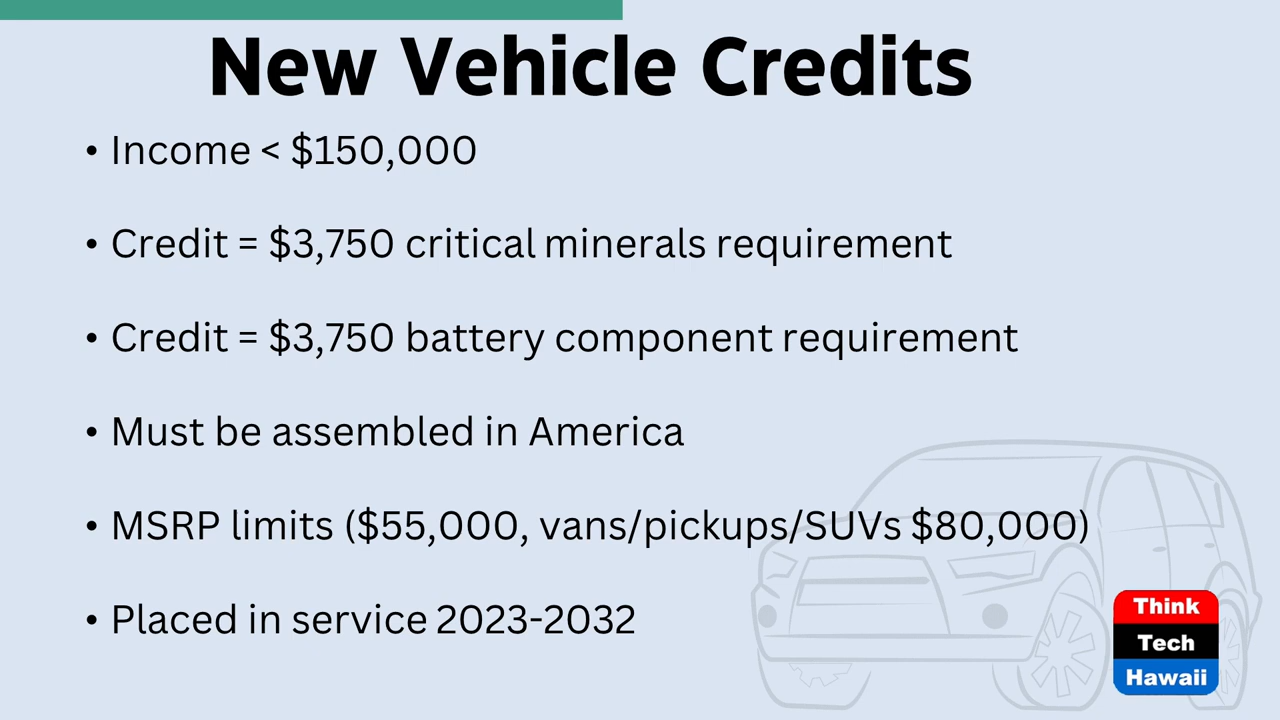 New Vehicle Credits
• Income < $150,000
• Credit = $3,750 critical minerals requirement
• Credit = $3,750 battery component requirement
• Must be assembled in America
• MSRP limits ($55,000, vans/pickups/SUVs $80,000)
• Placed in service 2023-2032
Think
Tech
Hawaii